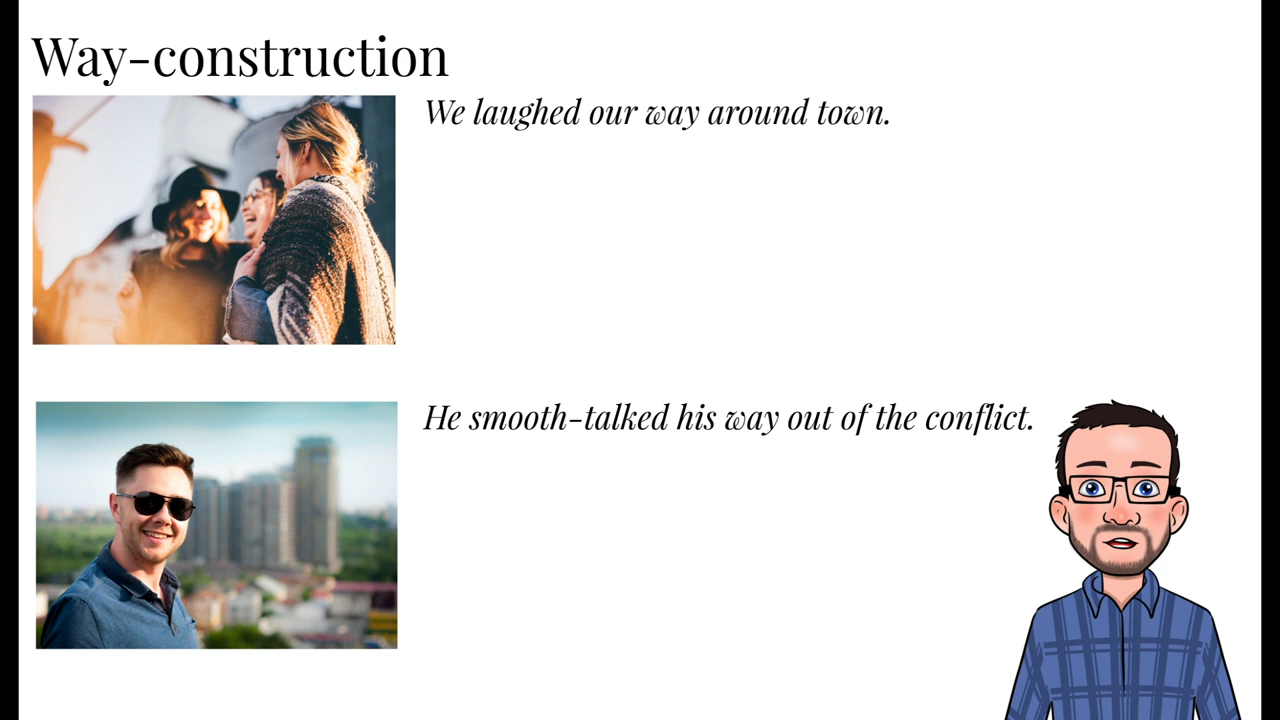 Way-construction
We laughed our way around town.
He smooth-talked his way out of the conflict.